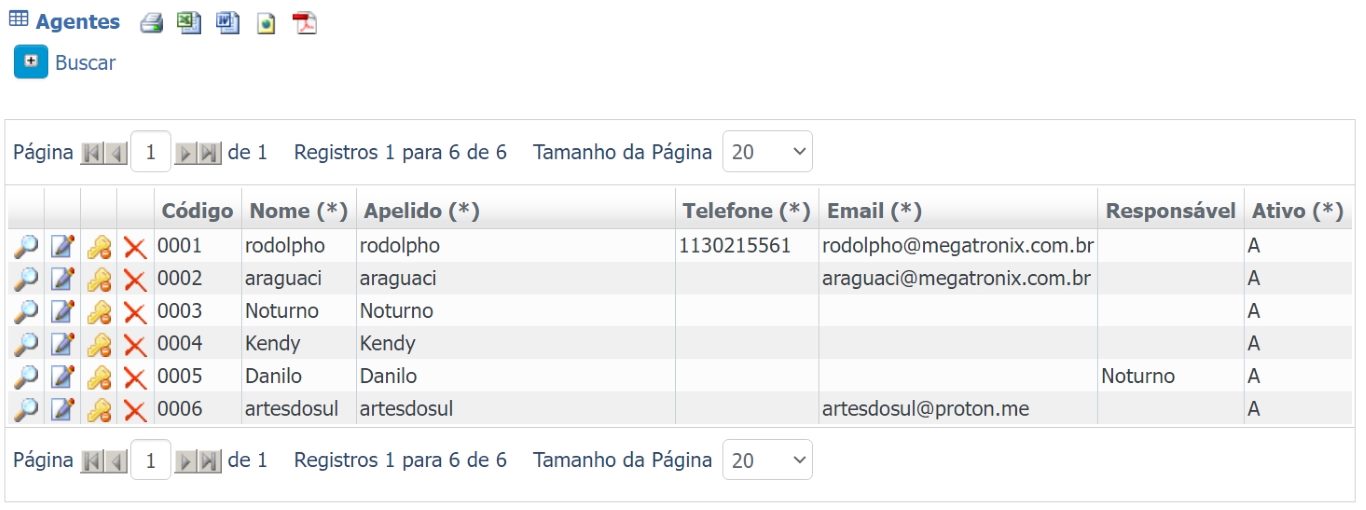 Agentes
Buscar
Página 1 de 1 Registros 1 para 6 de 6 Tamanho da Página 20
Código Nome (*) Apelido (*) Telefone (*) Email (*) Responsável Ativo (*)
0001 rodolpho rodolpho 1130215561 rodolpho@megatronix.com.br A
0002 araguaci araguaci araguaci@megatronix.com.br A
0003 Noturno Noturno A
0004 Kendy Kendy A
0005 Danilo Danilo Noturno A
0006 artesdosul artesdosul artesdosul@proton.me A
Página 1 de 1 Registros 1 para 6 de 6 Tamanho da Página 20